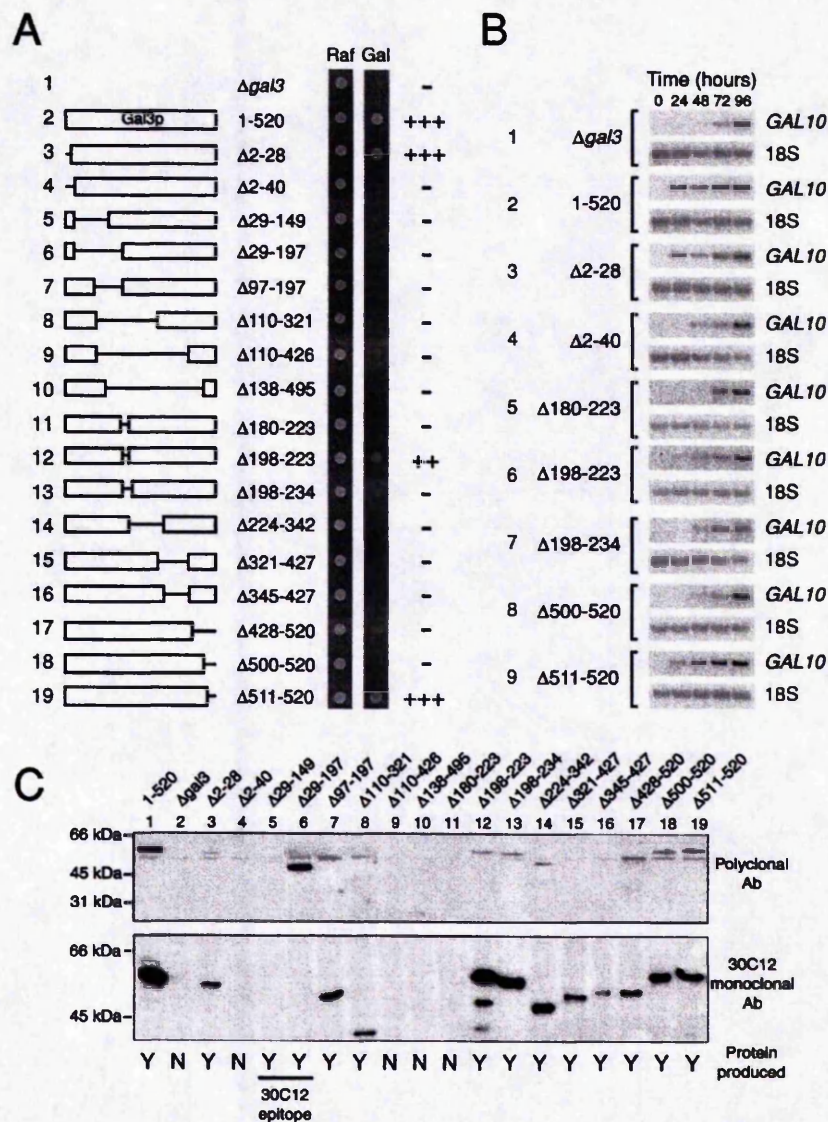 A
Raf Gal
1 Δgal3 -
2 Gal3p 1-520 +++
3 Δ2-28 +++
4 Δ2-40 -
5 Δ29-149 -
6 Δ29-197 -
7 Δ97-197 -
8 Δ110-321 -
9 Δ110-426 -
10 Δ138-495 -
11 Δ180-223 -
12 Δ198-223 ++
13 Δ198-234 -
14 Δ224-342 -
15 Δ321-427 -
16 Δ345-427 -
17 Δ428-520 -
18 Δ500-520 -
19 Δ511-520 +++
B
Time (hours)
0 24 48 72 96
1 Δgal3 GAL10
18S
2 1-520 GAL10
18S
3 Δ2-28 GAL10
18S
4 Δ2-40 GAL10
18S
5 Δ180-223 GAL10
18S
6 Δ198-223 GAL10
18S
7 Δ198-234 GAL10
18S
8 Δ500-520 GAL10
18S
9 Δ511-520 GAL10
18S
C
1-520 Δgal3 Δ2-28 Δ2-40 Δ29-149 Δ29-197 Δ97-197 Δ110-321 Δ110-426 Δ138-495 Δ180-223 Δ198-223 Δ198-234 Δ224-342 Δ321-427 Δ345-427 Δ428-520 Δ500-520 Δ511-520
1 2 3 4 5 6 7 8 9 10 11 12 13 14 15 16 17 18 19
66 kDa
45 kDa
31 kDa
Polyclonal
Ab
66 kDa
45 kDa
30C12
monoclonal
Ab
Y N Y N Y Y Y Y N N N Y Y Y Y Y Y Y Y
Protein
produced
30C12
epitope